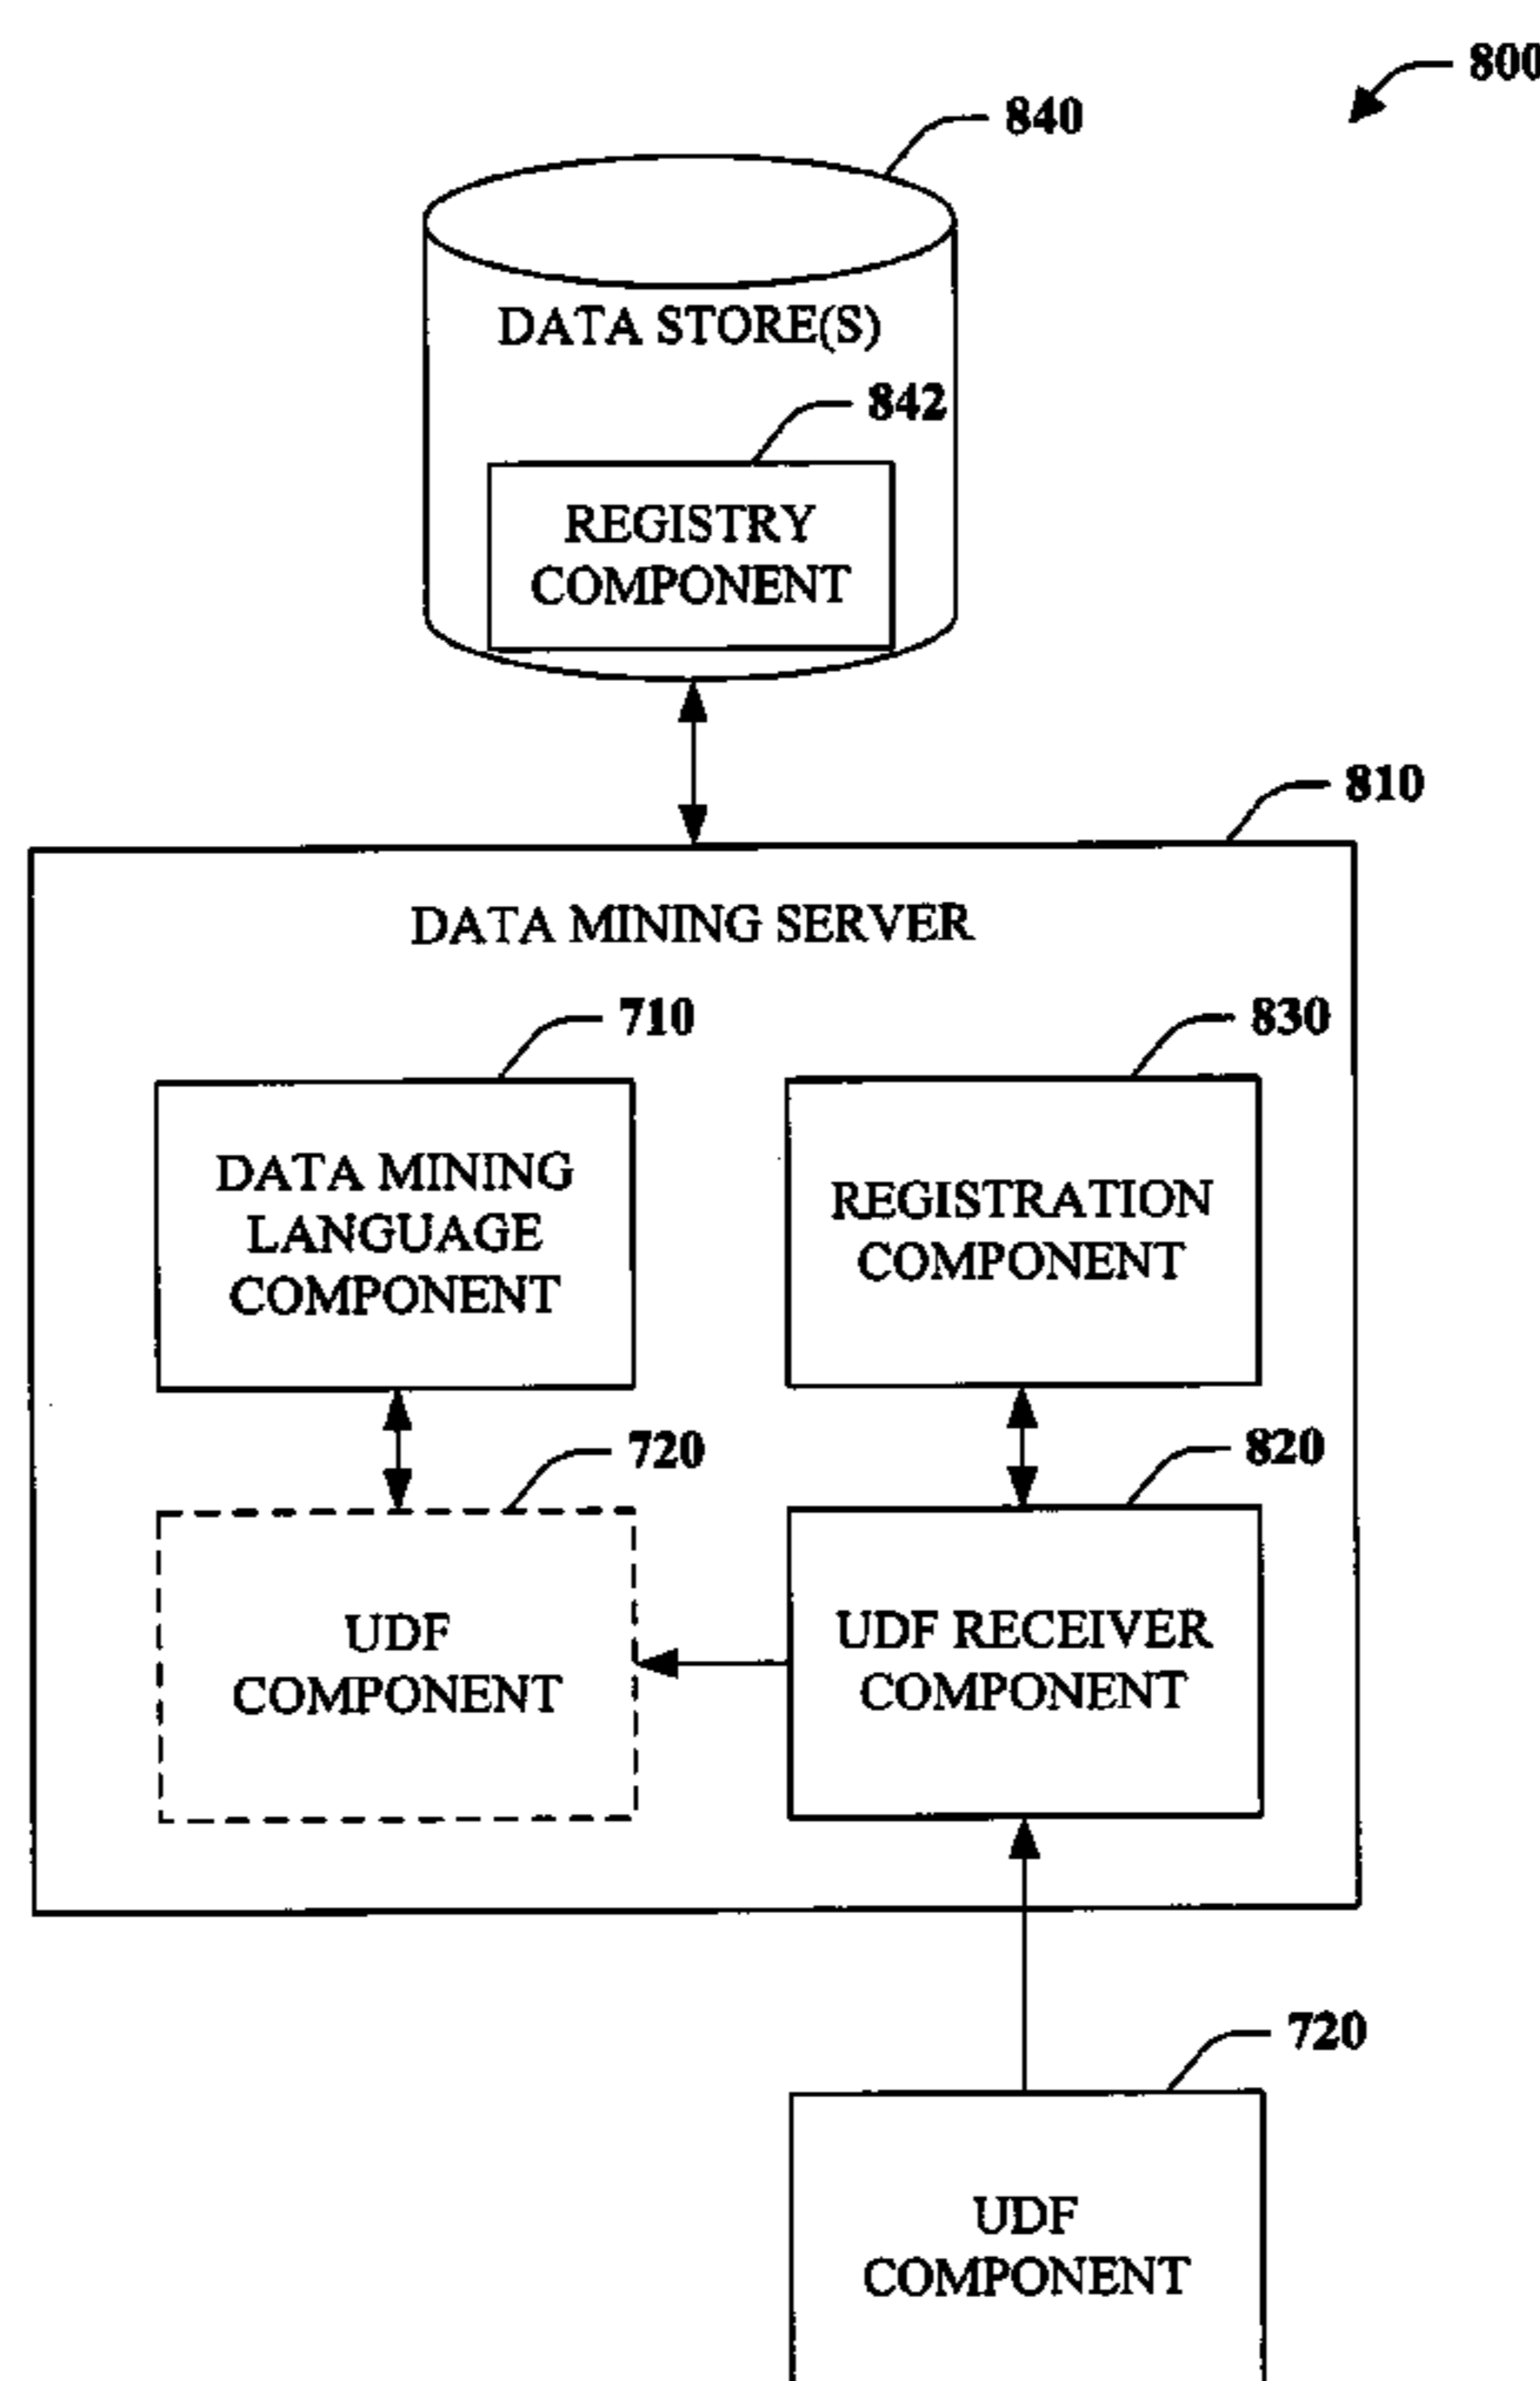 800
840
DATA STORE(S)
842
REGISTRY
COMPONENT
810
DATA MINING SERVER
710
830
DATA MINING
LANGUAGE
COMPONENT
REGISTRATION
COMPONENT
720
820
UDF
COMPONENT
UDF RECEIVER
COMPONENT
720
UDF
COMPONENT